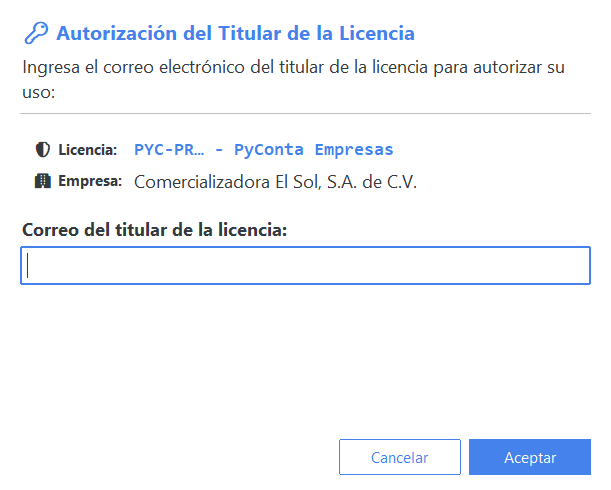 Autorización del Titular de la Licencia
Ingresa el correo electrónico del titular de la licencia para autorizar su
uso:
Licencia: PYC-PR… - PyConta Empresas
Empresa: Comercializadora El Sol, S.A. de C.V.
Correo del titular de la licencia:
Cancelar Aceptar